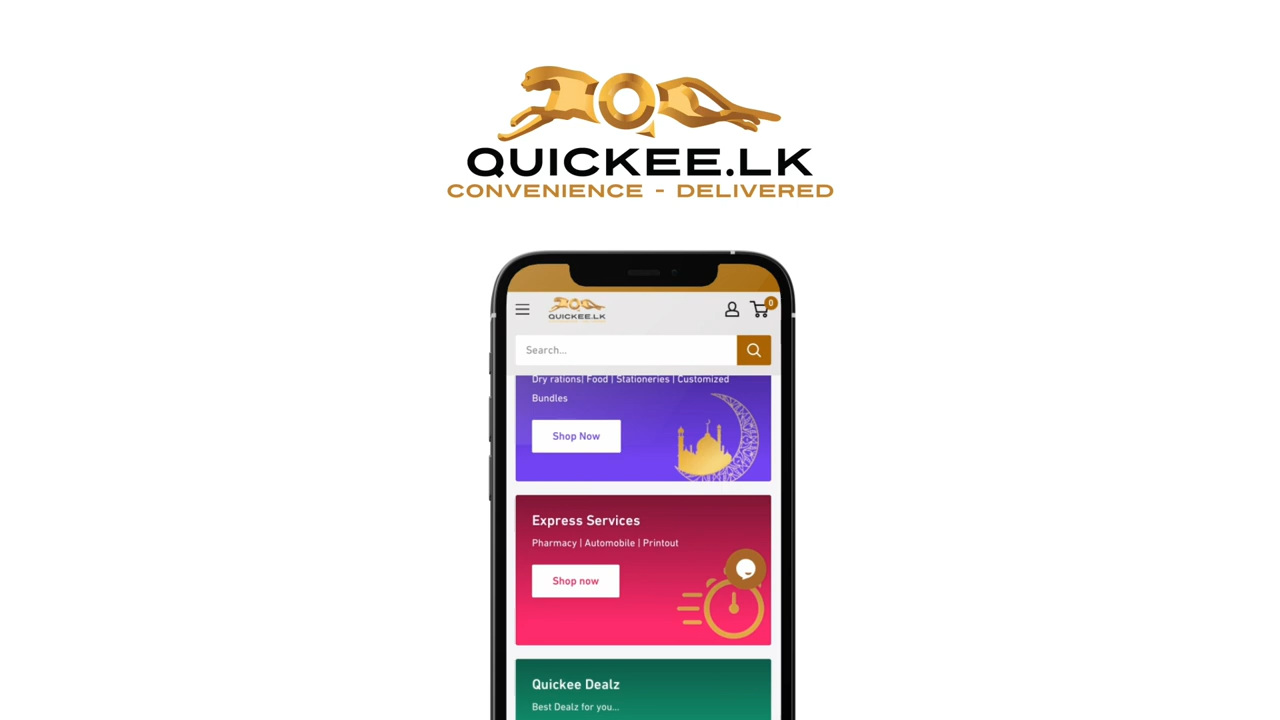 QUICKEE.LK
CONVENIENCE - DELIVERED
QUICKEE.LK
0
Search...
Dry rations| Food | Stationeries | Customized
Bundles
Shop Now
Express Services
Pharmacy | Automobile | Printout
Shop now
Quickee Dealz
Best Dealz for you...